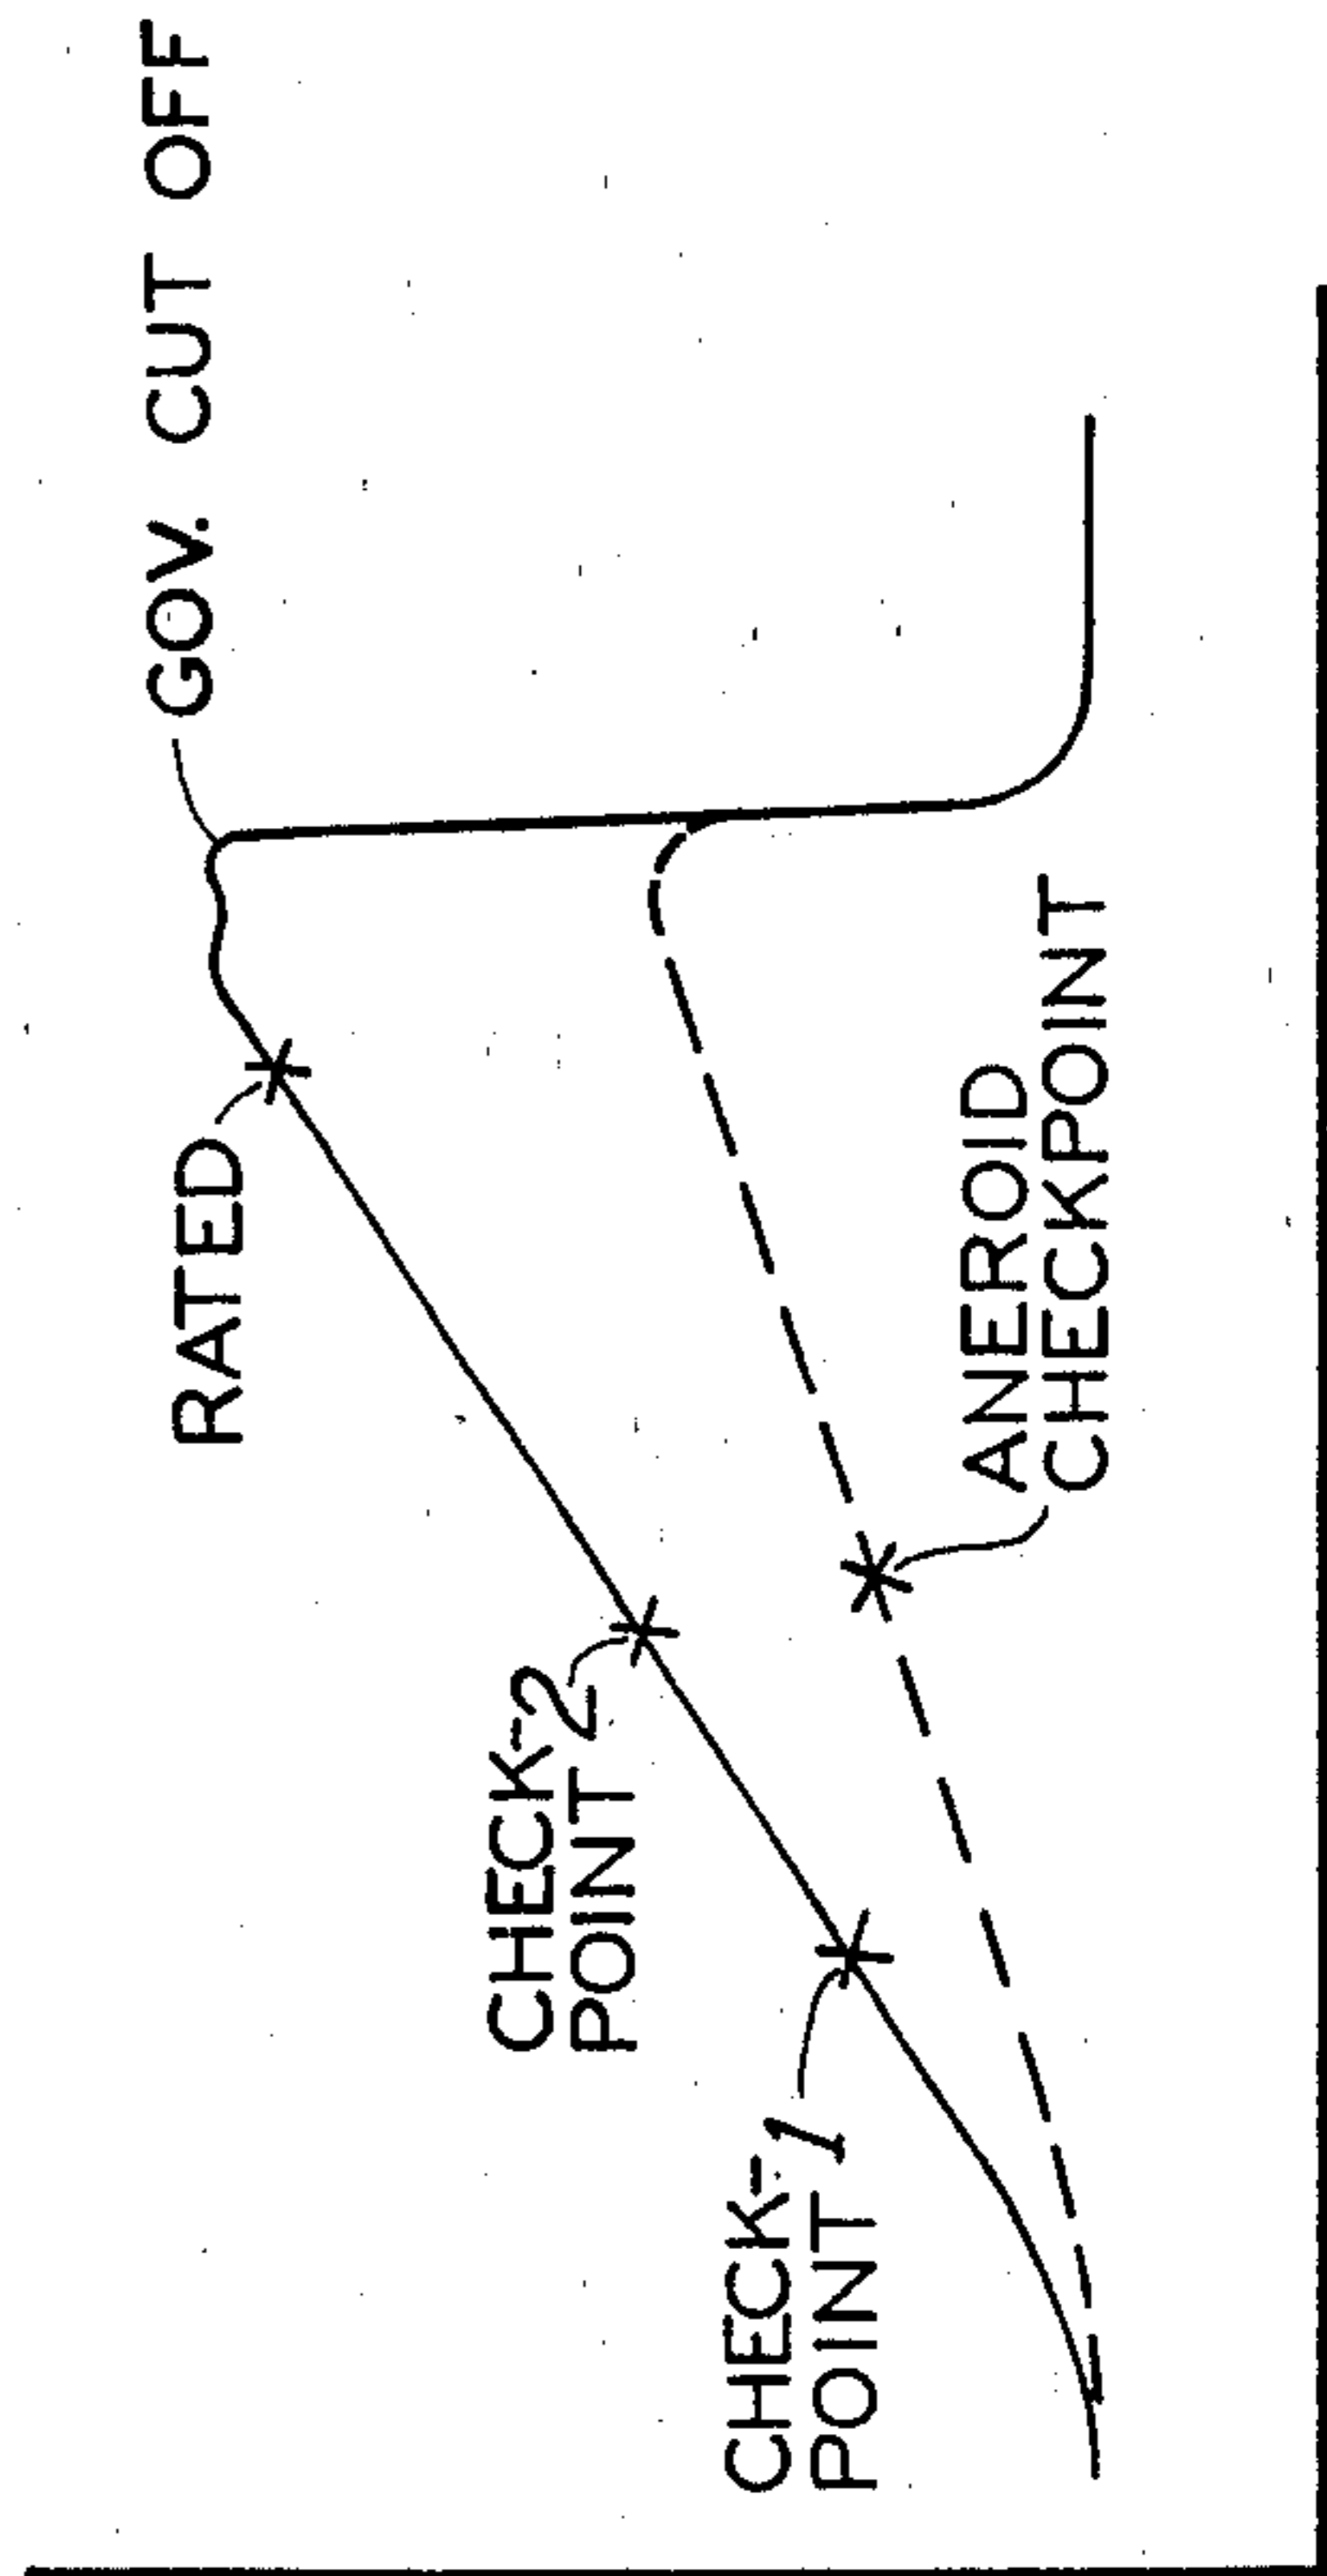 GOV. CUT OFF
RATED
CHECK-2
POINT
CHECK-1
POINT
ANEROID
CHECKPOINT